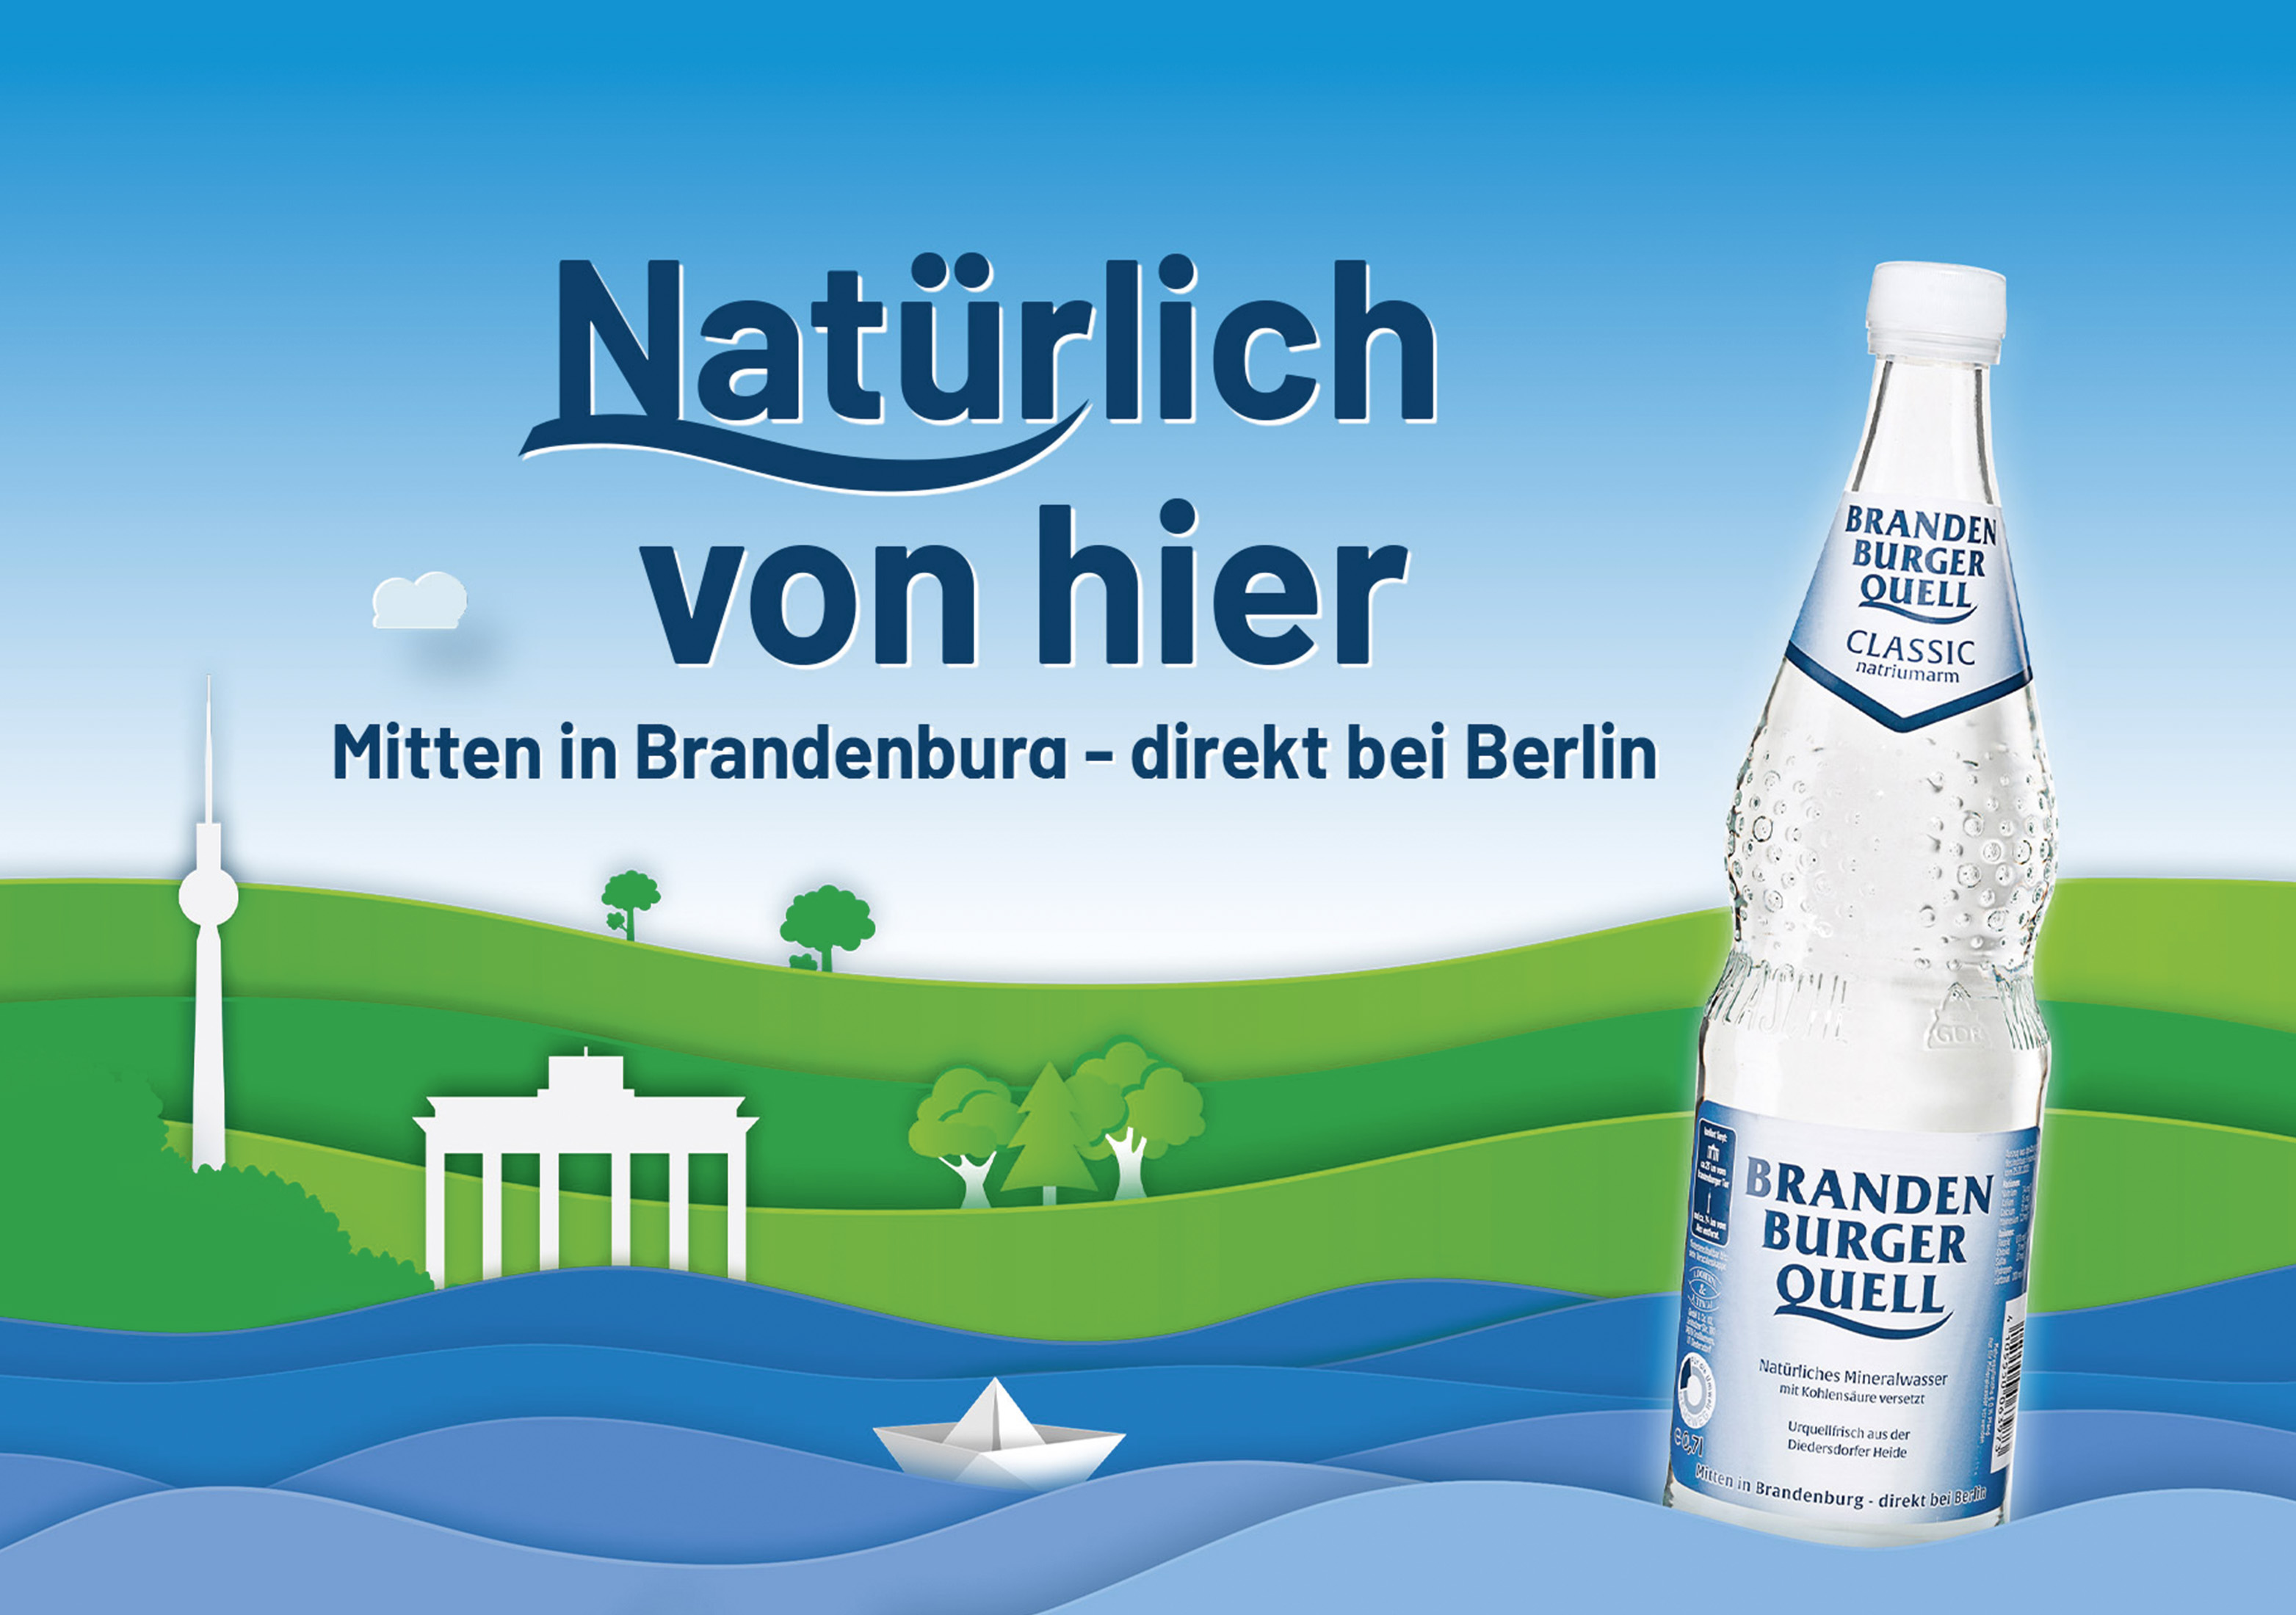 Natürlich
von hier
Mitten in Brandenburg - direkt bei Berlin
BRANDEN
BURGER
QUELL
CLASSIC
natriumarm
GDB
BRANDEN
BURGER
QUELL
Natürliches Mineralwasser
mit Kohlensäure versetzt
Urquellfrisch aus der
Diedersdorfer Heide
e 0,7l
Mitten in Brandenburg - direkt bei Berlin